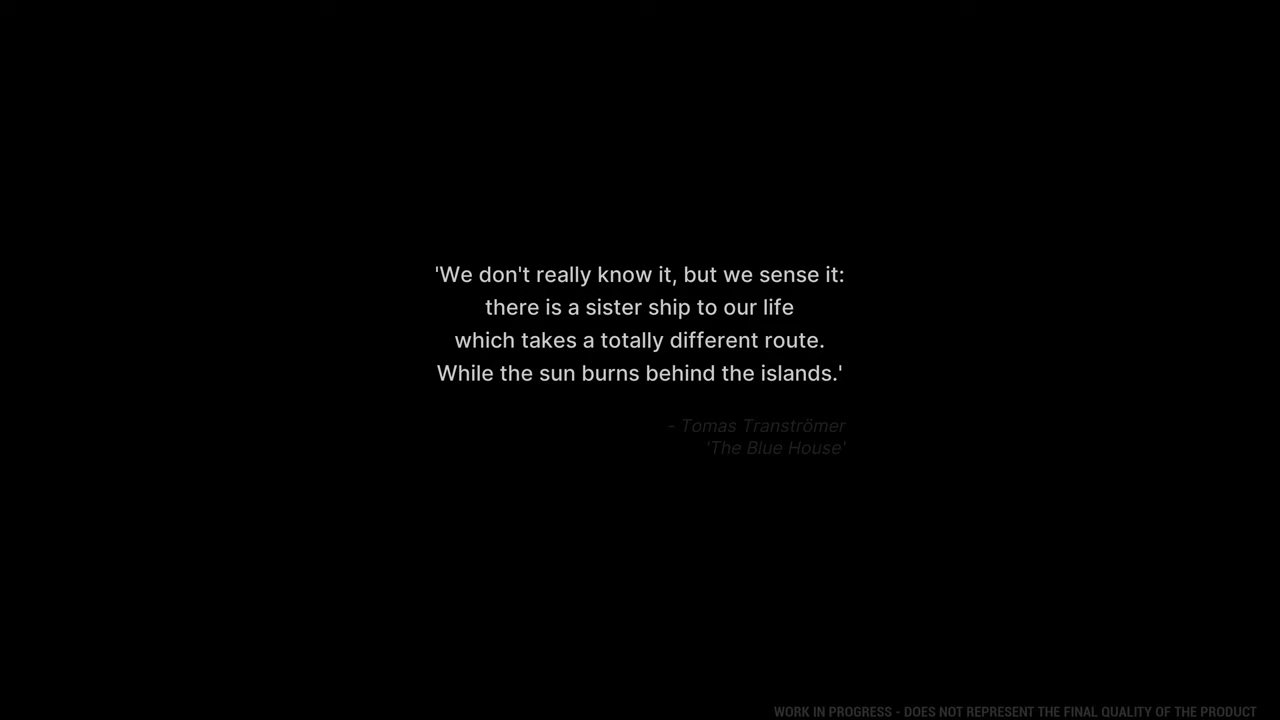 'We don't really know it, but we sense it:
there is a sister ship to our life
which takes a totally different route.
While the sun burns behind the islands.'
- Tomas Tranströmer
'The Blue House'
WORK IN PROGRESS - DOES NOT REPRESENT THE FINAL QUALITY OF THE PRODUCT